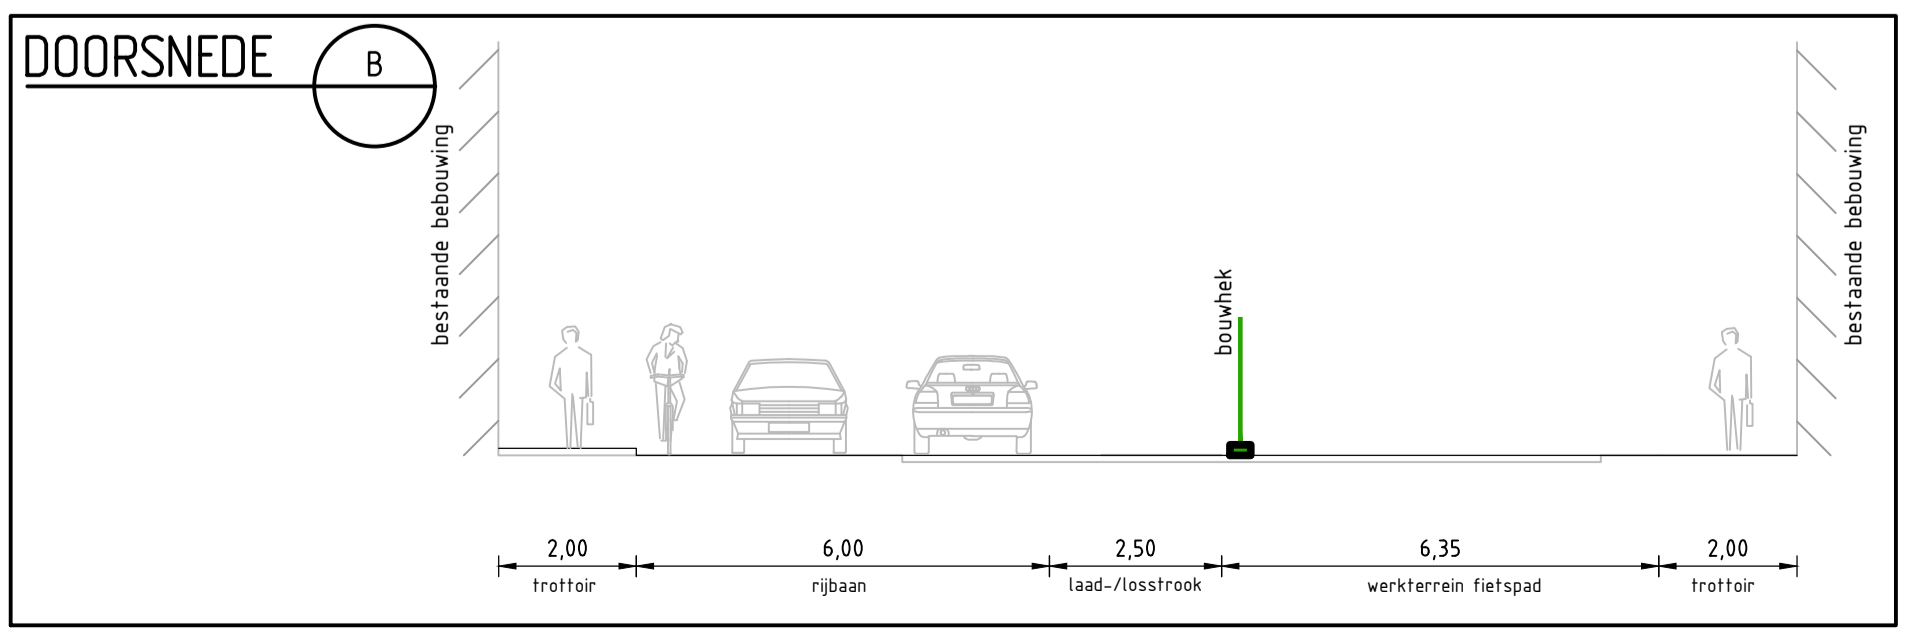 DOORSNEDE
B
bestaande bebouwing
bouwhek
bestaande bebouwing
2,00 6,00 2,50 6,35 2,00
trottoir rijbaan laad-/losstrook werkterrein fietspad trottoir